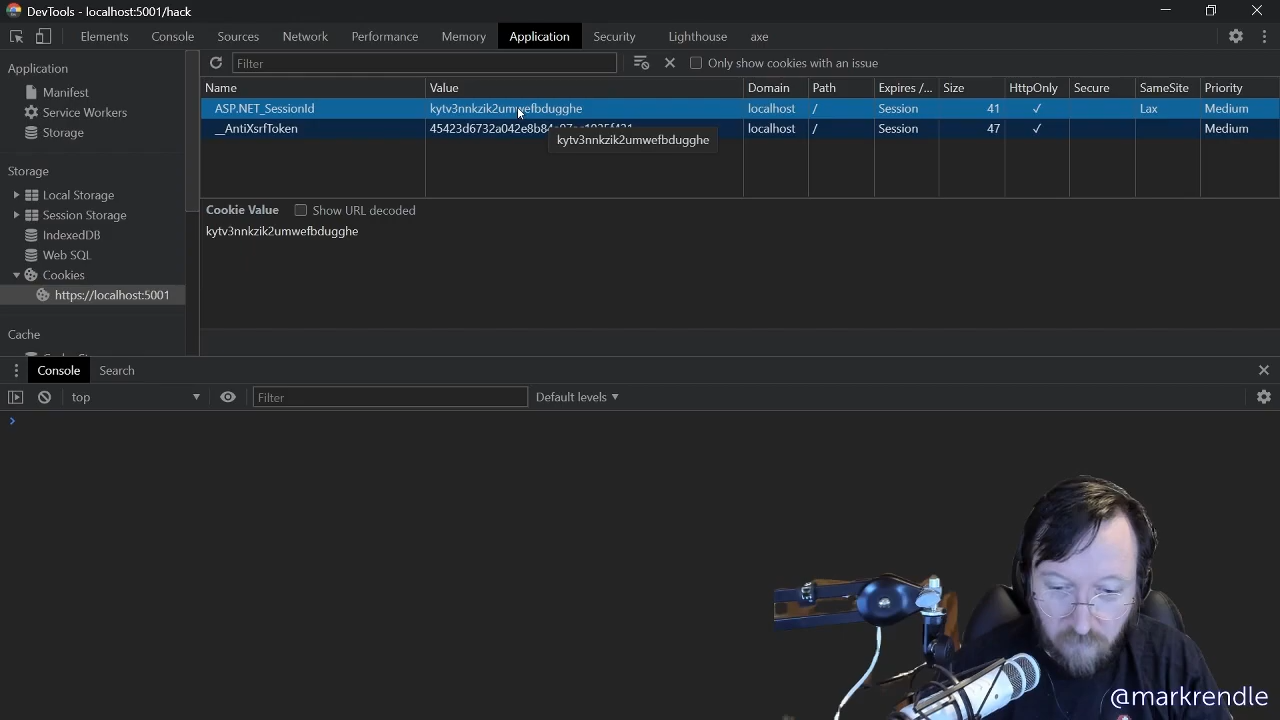 DevTools - localhost:5001/hack
Elements Console Sources Network Performance Memory Application Security Lighthouse axe
Application
Manifest
Service Workers
Storage
Storage
Local Storage
Session Storage
IndexedDB
Web SQL
Cookies
https://localhost:5001
Cache
Filter Only show cookies with an issue
Name Value Domain Path Expires /... Size HttpOnly Secure SameSite Priority
ASP.NET_SessionId kytv3nnkzik2umwefbdugghe localhost / Session 41 ✓ Lax Medium
__AntiXsrfToken localhost / Session 47 ✓ Medium
kytv3nnkzik2umwefbdugghe
Cookie Value Show URL decoded
kytv3nnkzik2umwefbdugghe
Console Search
top Filter Default levels
@markrendle